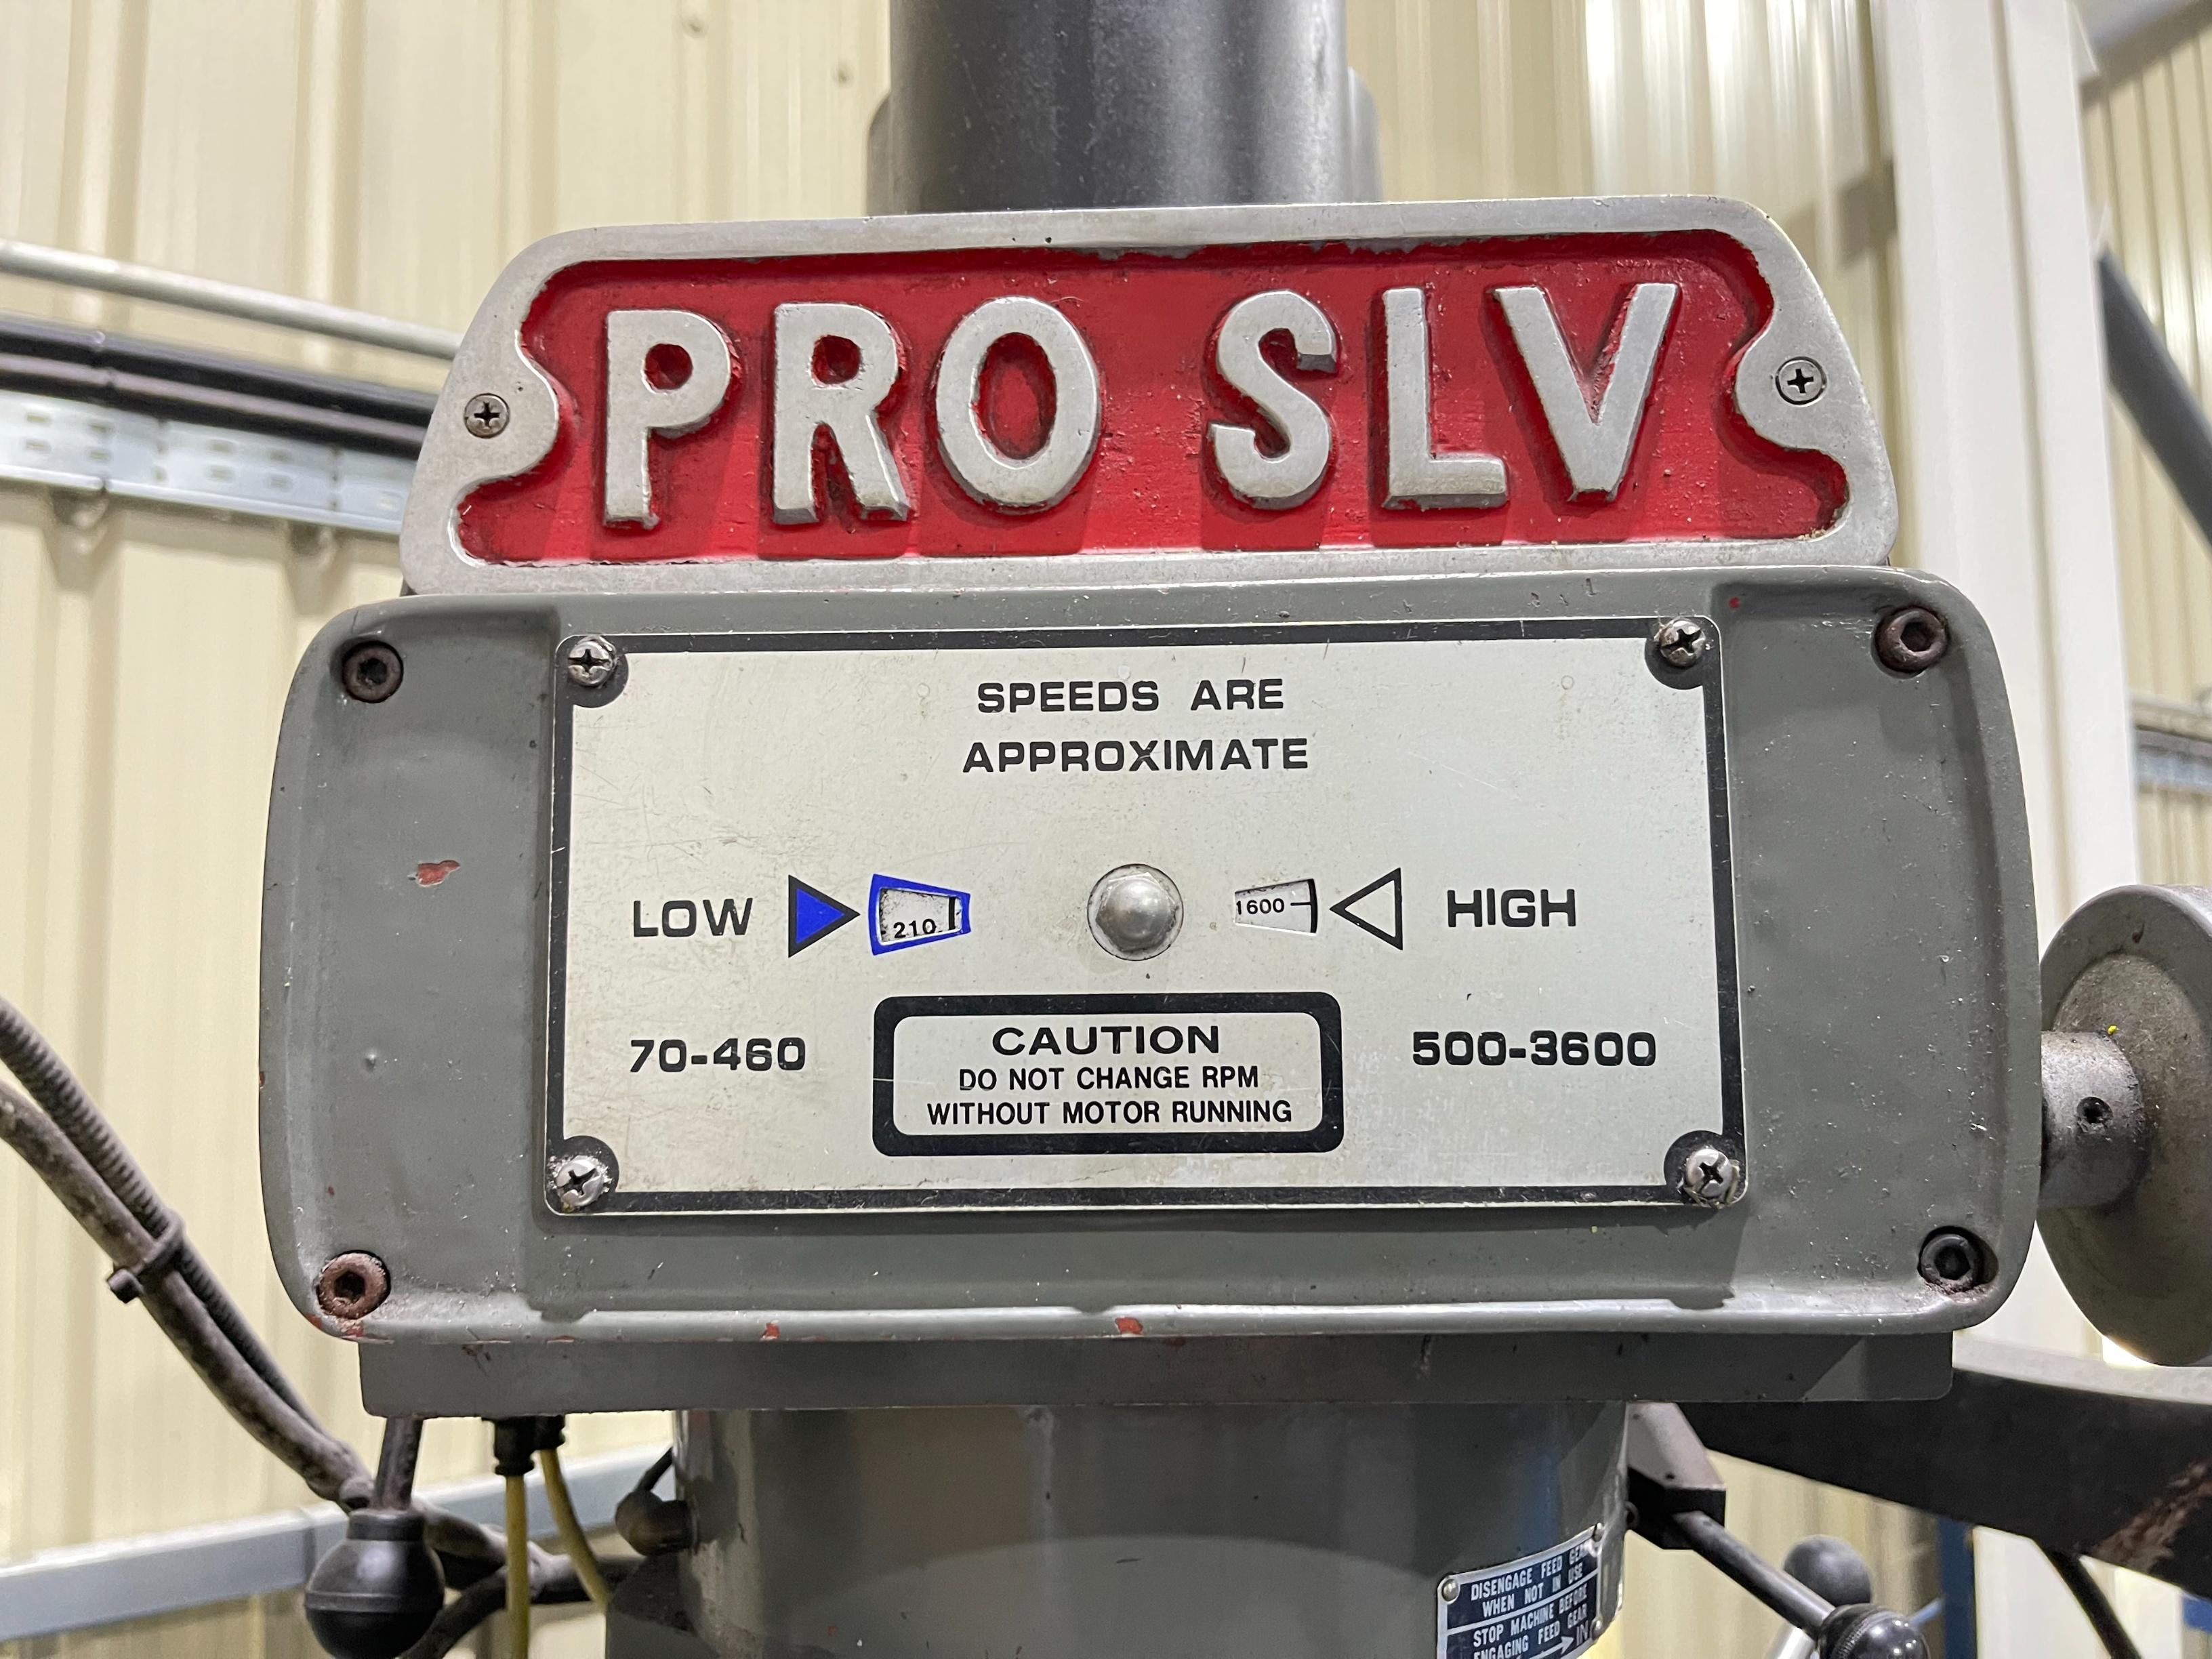 PRO SLV
SPEEDS ARE
APPROXIMATE
LOW 210 1600 HIGH
70-460 500-3600
CAUTION
DO NOT CHANGE RPM
WITHOUT MOTOR RUNNING
DISENGAGE FEED GEAR
WHEN NOT IN USE
STOP MACHINE BEFORE
ENGAGING FEED GEAR
IN